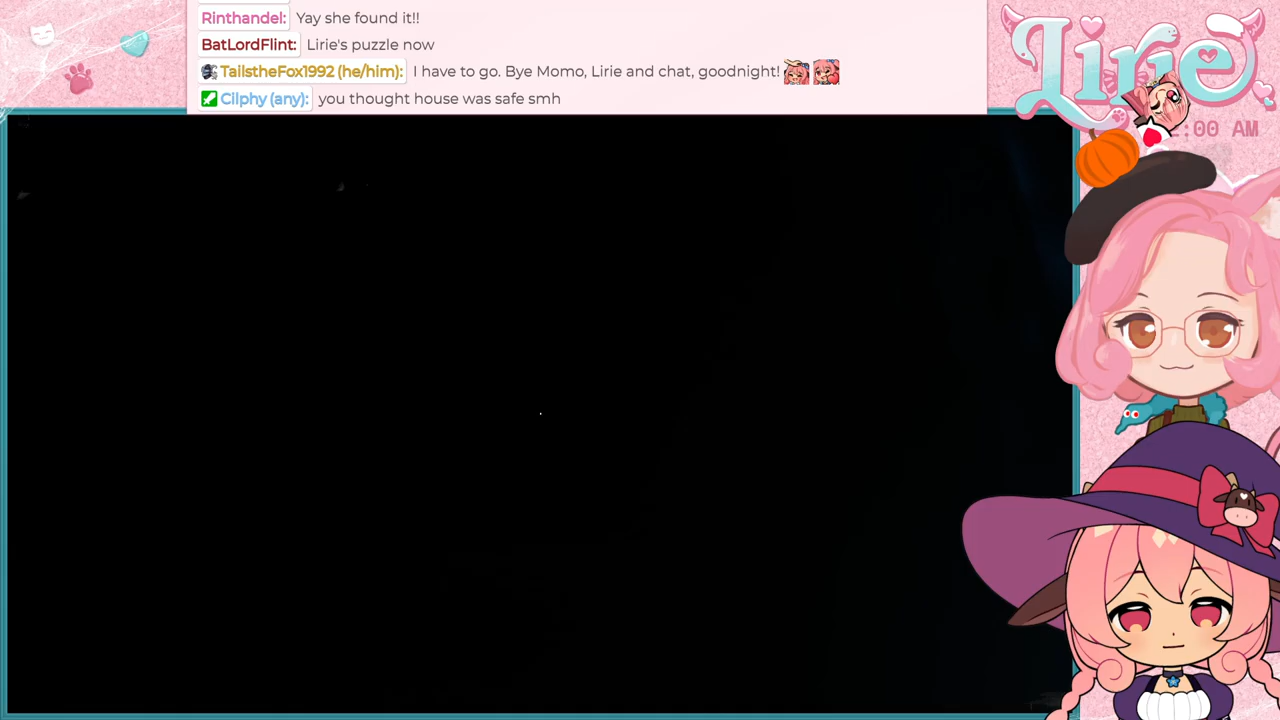 Rinthandel: Yay she found it!!
BatLordFlint: Lirie's puzzle now
TailstheFox1992 (he/him): I have to go. Bye Momo, Lirie and chat, goodnight!
Cilphy (any): you thought house was safe smh
Lirie
:00 AM